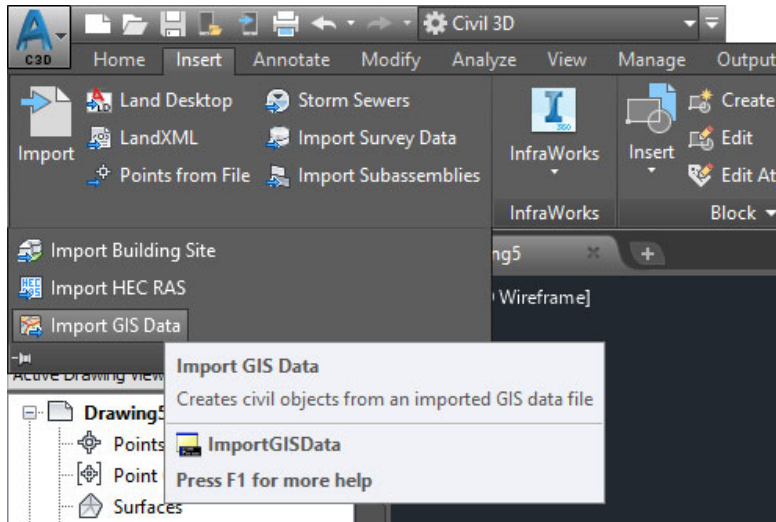 Civil 3D
C3D
Home Insert Annotate Modify Analyze View Manage Output
Import
Land Desktop
LandXML
Points from File
Storm Sewers
Import Survey Data
Import Subassemblies
360
InfraWorks
InfraWorks
Insert
Create
Edit
Edit At
Block
Import Building Site
Import HEC RAS
Import GIS Data
ng5
Wireframe]
Active Drawing View
Import GIS Data
Creates civil objects from an imported GIS data file
ImportGISData
Press F1 for more help
Drawing5
Points
Point
Surfaces